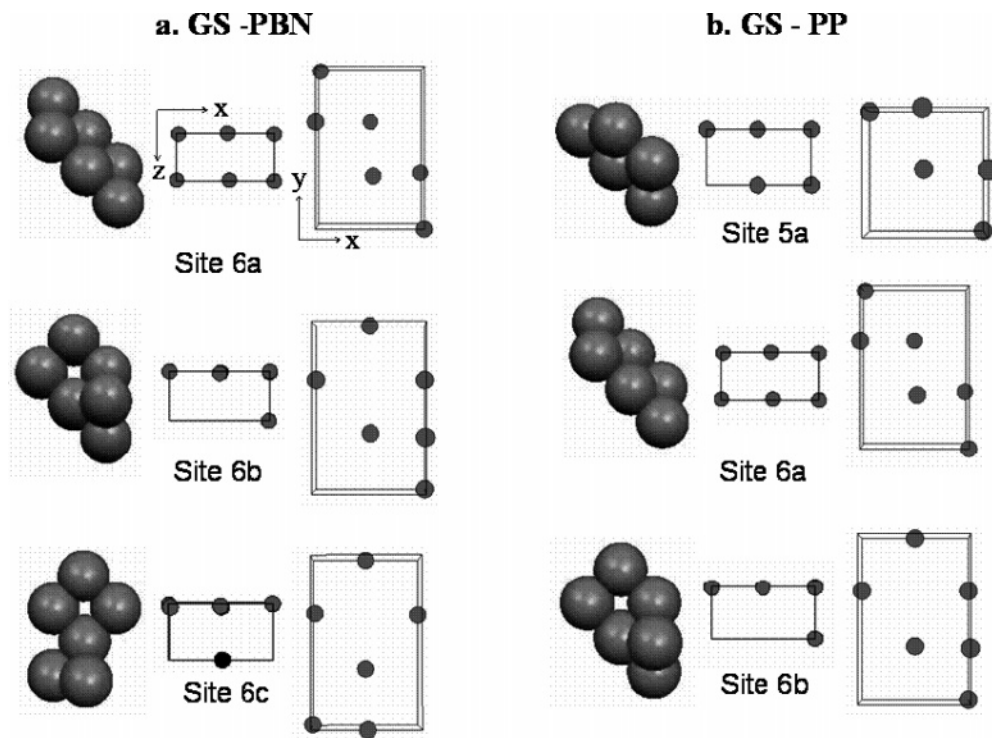 a. GS -PBN
b. GS - PP
x
z
y
x
Site 6a
Site 5a
Site 6b
Site 6a
Site 6c
Site 6b